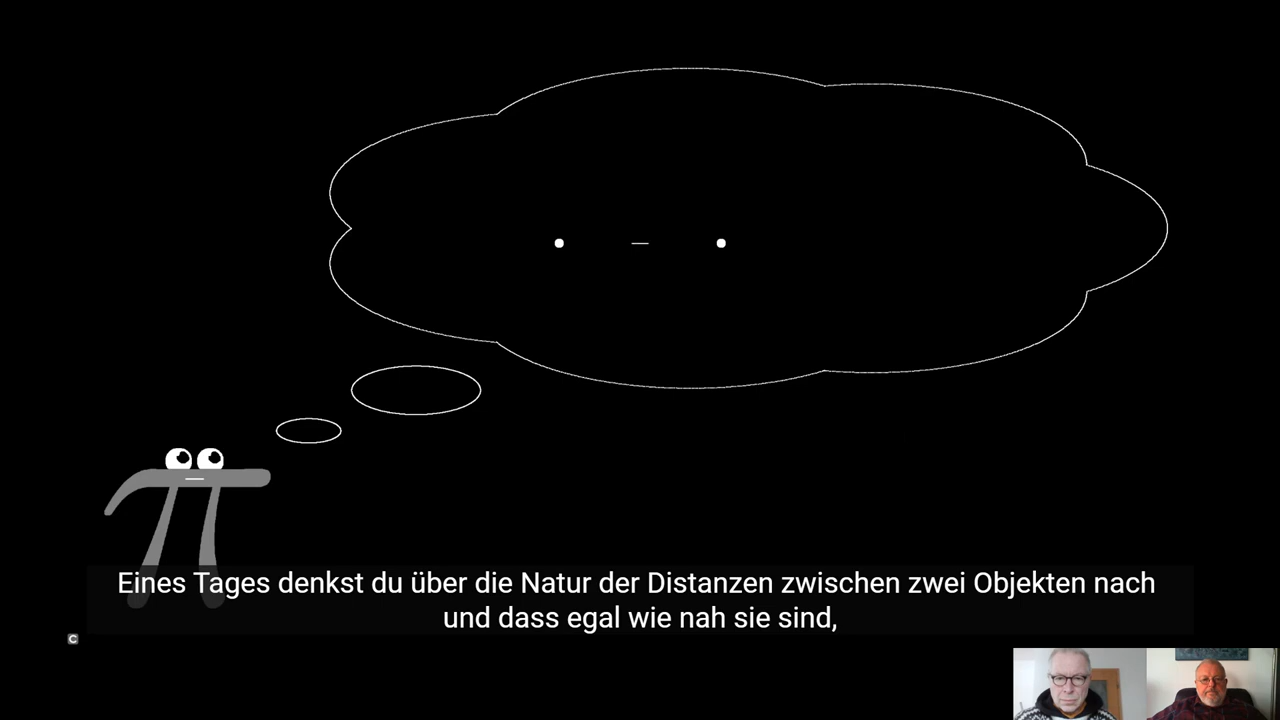 Eines Tages denkst du über die Natur der Distanzen zwischen zwei Objekten nach
und dass egal wie nah sie sind,
C